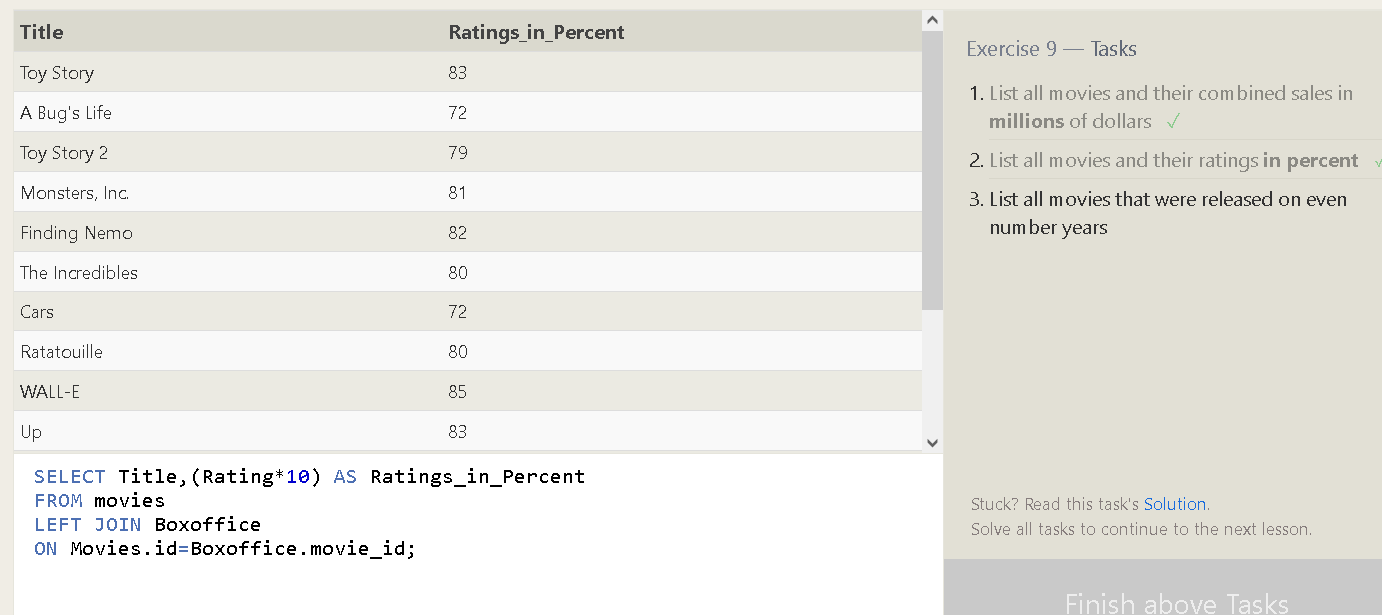 Title Ratings_in_Percent
Toy Story 83
A Bug's Life 72
Toy Story 2 79
Monsters, Inc. 81
Finding Nemo 82
The Incredibles 80
Cars 72
Ratatouille 80
WALL-E 85
Up 83
SELECT Title,(Rating*10) AS Ratings_in_Percent
FROM movies
LEFT JOIN Boxoffice
ON Movies.id=Boxoffice.movie_id;
Exercise 9 — Tasks
1. List all movies and their combined sales in
millions of dollars ✓
2. List all movies and their ratings in percent ✓
3. List all movies that were released on even
number years
Stuck? Read this task's Solution.
Solve all tasks to continue to the next lesson.
Finish above Tasks